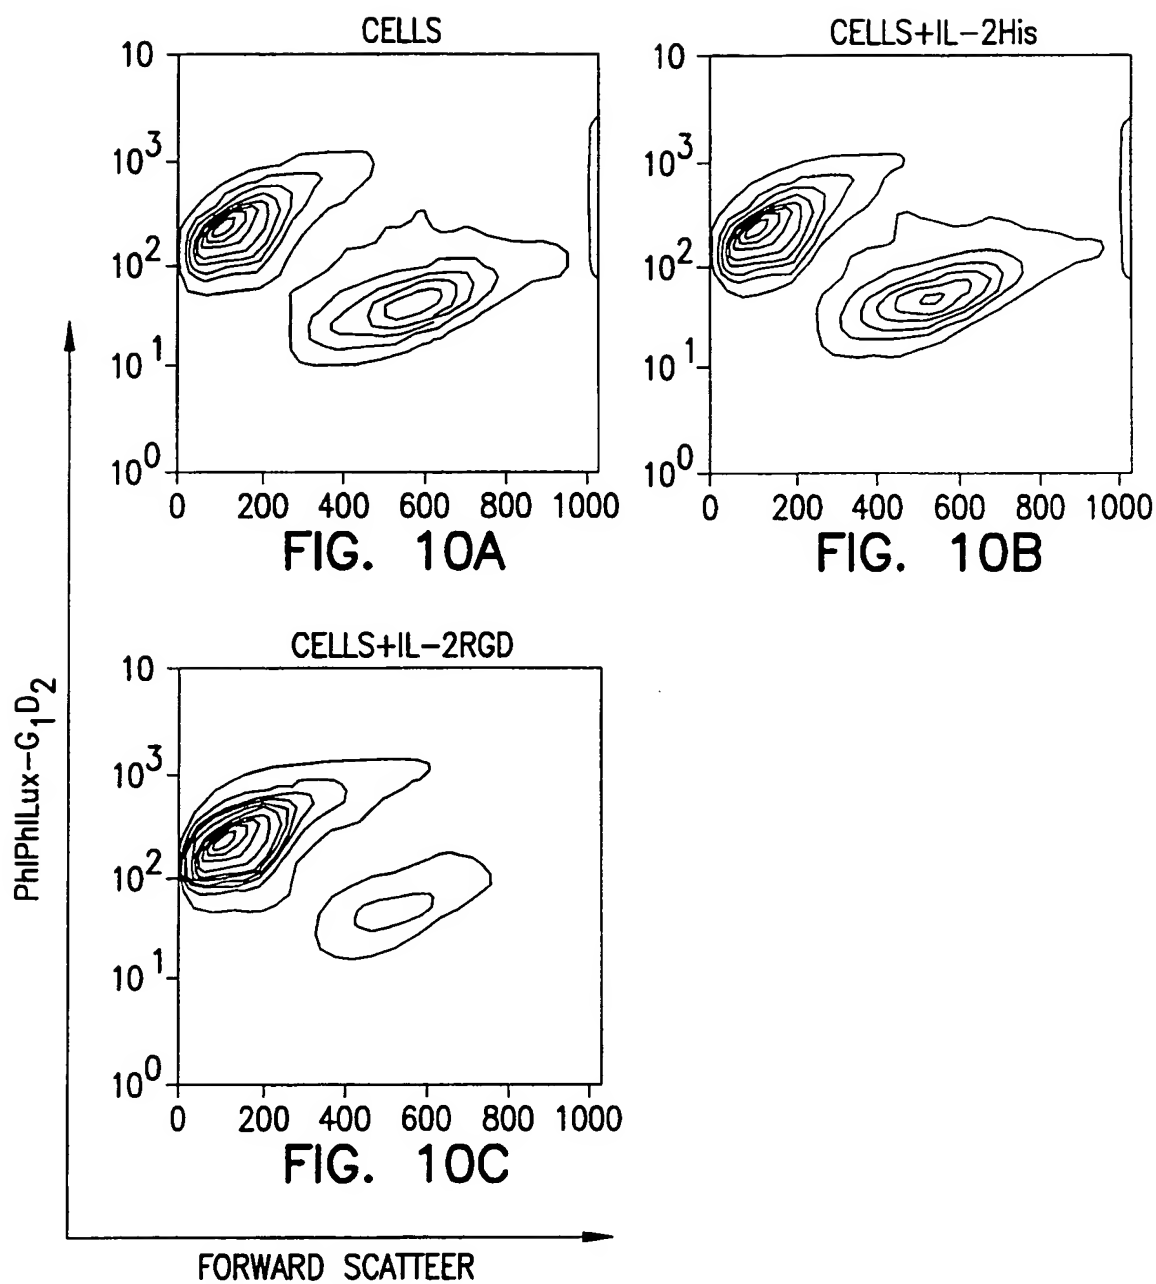 CELLS
10
10³
10²
10¹
10⁰
0 200 400 600 800 1000
FIG. 10A
CELLS+IL-2His
10
10³
10²
10¹
10⁰
0 200 400 600 800 1000
FIG. 10B
CELLS+IL-2RGD
10
10³
10²
10¹
10⁰
0 200 400 600 800 1000
FIG. 10C
PhIPhILux-G₁D₂
FORWARD SCATTEER